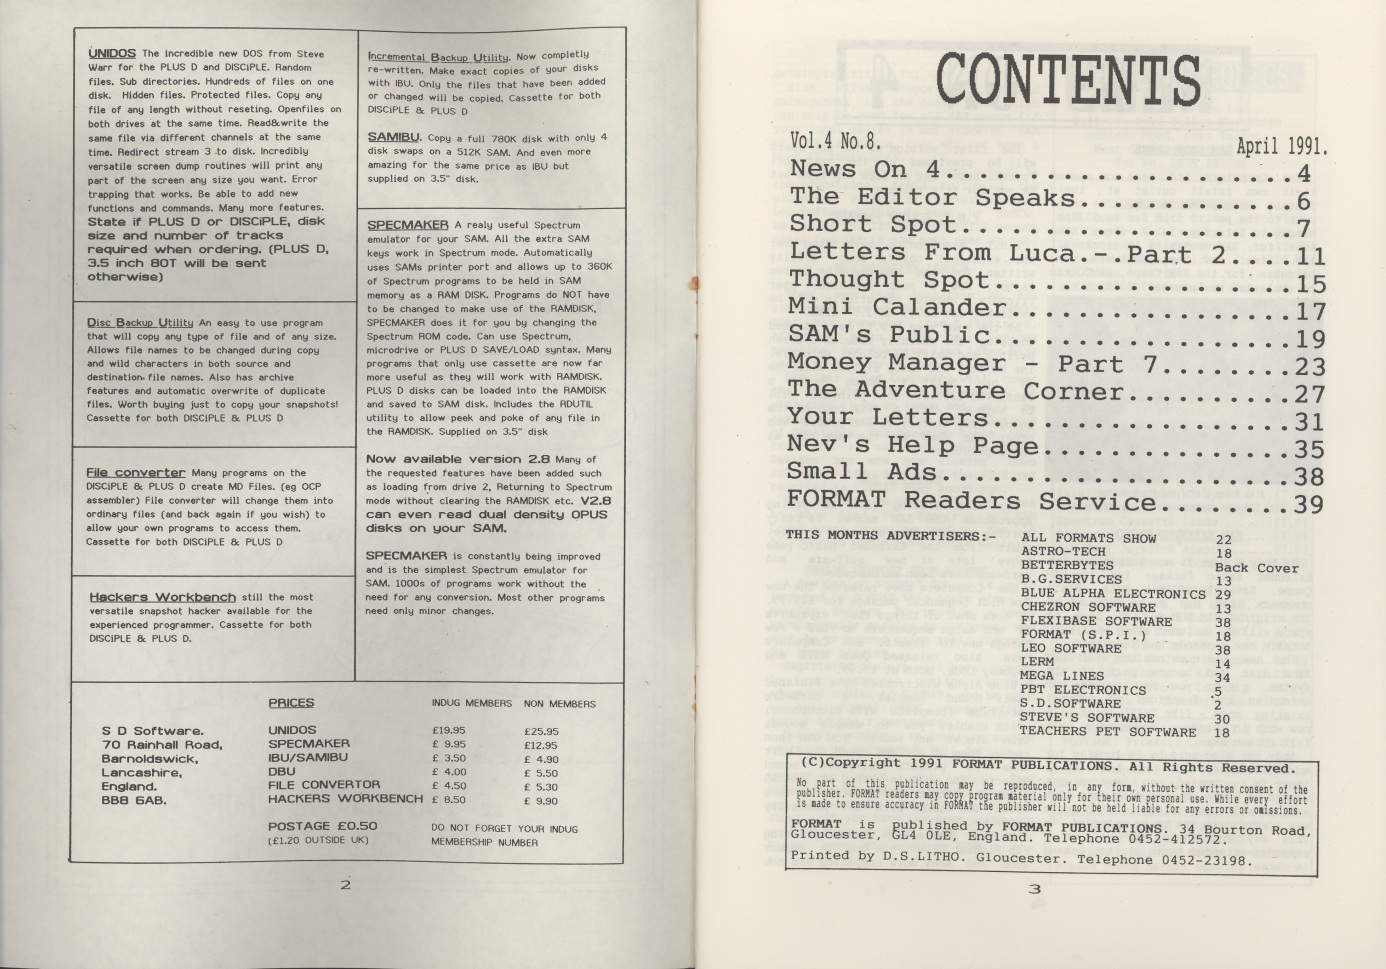 UNIDOS The incredible new DOS from Steve
Warr for the PLUS D and DISCiPLE. Random
files. Sub directories. Hundreds of files on one
disk. Hidden files. Protected files. Copy any
file of any length without reseting. Openfiles on
both drives at the same time. Read&write the
same file via different channels at the same
time. Redirect stream 3 to disk. Incredibly
versatile screen dump routines will print any
part of the screen any size you want. Error
trapping that works. Be able to add new
functions and commands. Many more features.
State if PLUS D or DISCiPLE, disk
size and number of tracks
required when ordering. (PLUS D,
3.5 inch 80T will be sent
otherwise)
Disc Backup Utility An easy to use program
that will copy any type of file and of any size.
Allows file names to be changed during copy
and wild characters in both source and
destination file names. Also has archive
features and automatic overwrite of duplicate
files. Worth buying just to copy your snapshots!
Cassette for both DISCiPLE & PLUS D
File converter Many programs on the
DISCiPLE & PLUS D create MD Files. (eg OCP
assembler) File converter will change them into
ordinary files (and back again if you wish) to
allow your own programs to access them.
Cassette for both DISCiPLE & PLUS D
Hackers Workbench still the most
versatile snapshot hacker available for the
experienced programmer. Cassette for both
DISCiPLE & PLUS D.
Incremental Backup Utility. Now completly
re-written. Make exact copies of your disks
with IBU. Only the files that have been added
or changed will be copied. Cassette for both
DISCiPLE & PLUS D
SAMIBU. Copy a full 780K disk with only 4
disk swaps on a 512K SAM. And even more
amazing for the same price as IBU but
supplied on 3.5" disk.
SPECMAKER A realy useful Spectrum
emulator for your SAM. All the extra SAM
keys work in Spectrum mode. Automatically
uses SAMs printer port and allows up to 360K
of Spectrum programs to be held in SAM
memory as a RAM DISK. Programs do NOT have
to be changed to make use of the RAMDISK,
SPECMAKER does it for you by changing the
Spectrum ROM code. Can use Spectrum,
microdrive or PLUS D SAVE/LOAD syntax. Many
programs that only use cassette are now far
more useful as they will work with RAMDISK.
PLUS D disks can be loaded into the RAMDISK
and saved to SAM disk. Includes the RDUTIL
utility to allow peek and poke of any file in
the RAMDISK. Supplied on 3.5" disk
Now available version 2.8 Many of
the requested features have been added such
as loading from drive 2, Returning to Spectrum
mode without clearing the RAMDISK etc. V2.8
can even read dual density OPUS
disks on your SAM.
SPECMAKER is constantly being improved
and is the simplest Spectrum emulator for
SAM. 1000s of programs work without the
need for any conversion. Most other programs
need only minor changes.
S D Software.
70 Rainhall Road,
Barnoldswick,
Lancashire,
England.
BB8 6AB.
PRICES INDUG MEMBERS NON MEMBERS
UNIDOS £19.95 £25.95
SPECMAKER £ 9.95 £12.95
IBU/SAMIBU £ 3.50 £ 4.90
DBU £ 4.00 £ 5.50
FILE CONVERTOR £ 4.50 £ 5.30
HACKERS WORKBENCH £ 8.50 £ 9.90
POSTAGE £0.50 DO NOT FORGET YOUR INDUG
(£1.20 OUTSIDE UK) MEMBERSHIP NUMBER
2
CONTENTS
Vol.4 No.8. April 1991.
News On 4.....................4
The Editor Speaks.............6
Short Spot....................7
Letters From Luca.-.Part 2....11
Thought Spot..................15
Mini Calander.................17
SAM's Public..................19
Money Manager - Part 7........23
The Adventure Corner..........27
Your Letters..................31
Nev's Help Page...............35
Small Ads.....................38
FORMAT Readers Service........39
THIS MONTHS ADVERTISERS:- ALL FORMATS SHOW 22
ASTRO-TECH 18
BETTERBYTES Back Cover
B.G.SERVICES 13
BLUE ALPHA ELECTRONICS 29
CHEZRON SOFTWARE 13
FLEXIBASE SOFTWARE 38
FORMAT (S.P.I.) 18
LEO SOFTWARE 38
LERM 14
MEGA LINES 34
PBT ELECTRONICS 5
S.D.SOFTWARE 2
STEVE'S SOFTWARE 30
TEACHERS PET SOFTWARE 18
(C)Copyright 1991 FORMAT PUBLICATIONS. All Rights Reserved.
No part of this publication may be reproduced, in any form, without the written consent of the
publisher. FORMAT readers may copy program material only for their own personal use. While every effort
is made to ensure accuracy in FORMAT the publisher will not be held liable for any errors or omissions.
FORMAT is published by FORMAT PUBLICATIONS. 34 Bourton Road,
Gloucester, GL4 0LE, England. Telephone 0452-412572.
Printed by D.S.LITHO. Gloucester. Telephone 0452-23198.
3